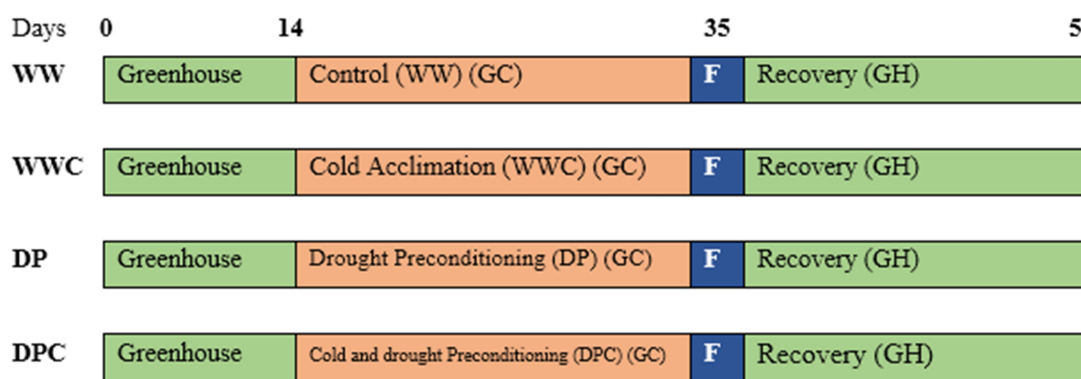 Days 0 14 35 5
WW Greenhouse Control (WW) (GC) F Recovery (GH)
WWC Greenhouse Cold Acclimation (WWC) (GC) F Recovery (GH)
DP Greenhouse Drought Preconditioning (DP) (GC) F Recovery (GH)
DPC Greenhouse Cold and drought Preconditioning (DPC) (GC) F Recovery (GH)